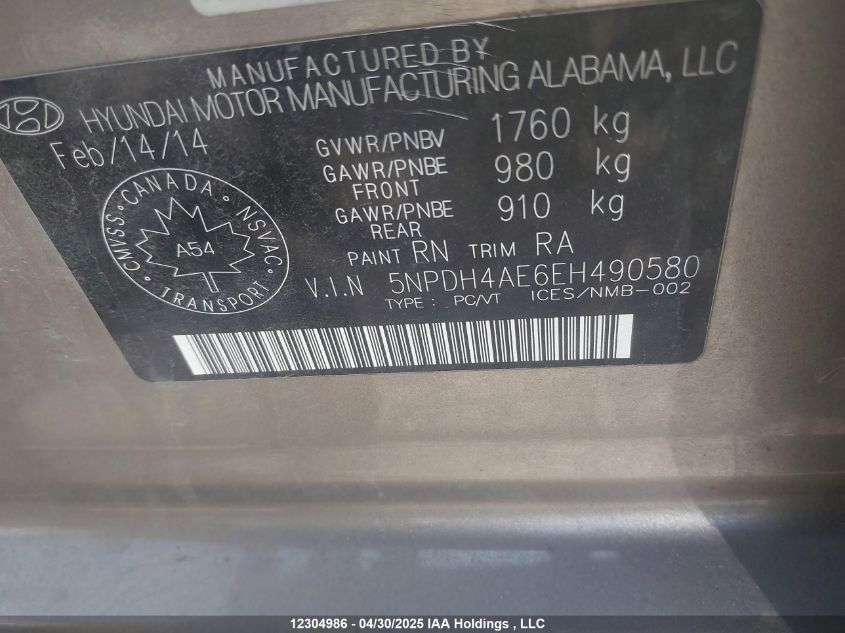 MANUFACTURED BY
HYUNDAI MOTOR MANUFACTURING ALABAMA, LLC
Feb/14/14
GVWR/PNBV 1760 kg
GAWR/PNBE FRONT 980 kg
GAWR/PNBE REAR 910 kg
PAINT RN TRIM RA
CANADA · NSVAC · TRANSPORT · CMVSS ·
A54
V.I.N 5NPDH4AE6EH490580
TYPE: PC/VT ICES/NMB-002
12304986 - 04/30/2025 IAA Holdings , LLC